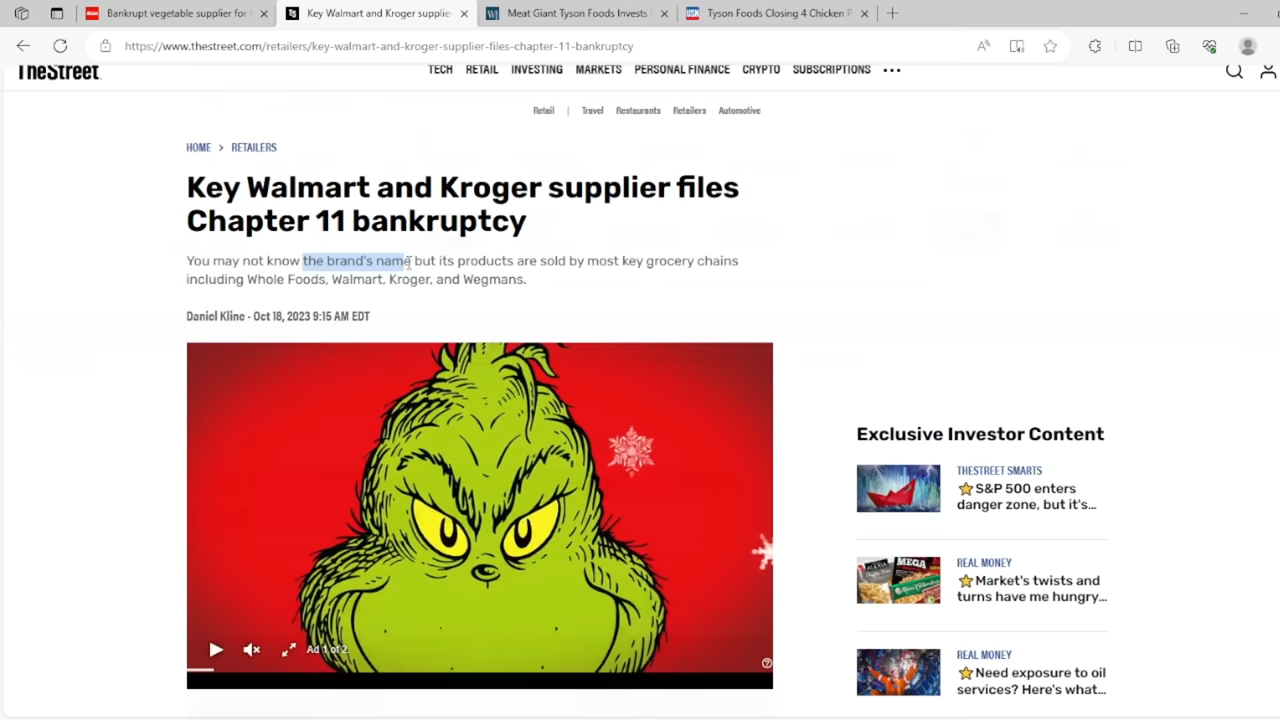 Bankrupt vegetable supplier for
Key Walmart and Kroger supplie
Meat Giant Tyson Foods Invests
Tyson Foods Closing 4 Chicken P
https://www.thestreet.com/retailers/key-walmart-and-kroger-supplier-files-chapter-11-bankruptcy
TheStreet
TECH RETAIL INVESTING MARKETS PERSONAL FINANCE CRYPTO SUBSCRIPTIONS
Retail | Travel Restaurants Retailers Automotive
HOME > RETAILERS
Key Walmart and Kroger supplier files
Chapter 11 bankruptcy
You may not know the brand's name but its products are sold by most key grocery chains
including Whole Foods, Walmart, Kroger, and Wegmans.
Daniel Kline - Oct 18, 2023 9:15 AM EDT
Ad 1 of 2
Exclusive Investor Content
THESTREET SMARTS
S&P 500 enters
danger zone, but it's...
REAL MONEY
Market's twists and
turns have me hungry...
REAL MONEY
Need exposure to oil
services? Here's what...